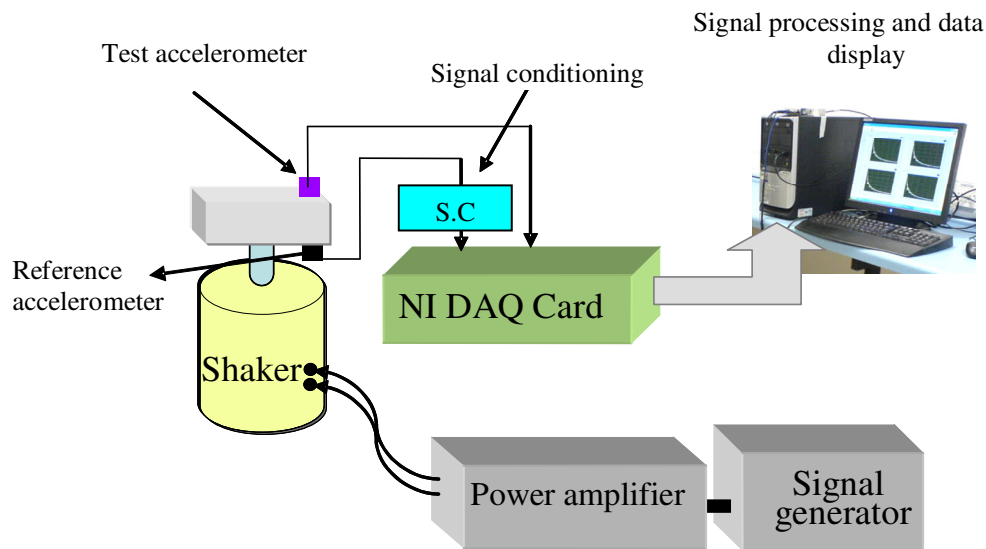 Signal processing and data
display
Test accelerometer
Signal conditioning
S.C
Reference
accelerometer
NI DAQ Card
Shaker
Power amplifier
Signal
generator